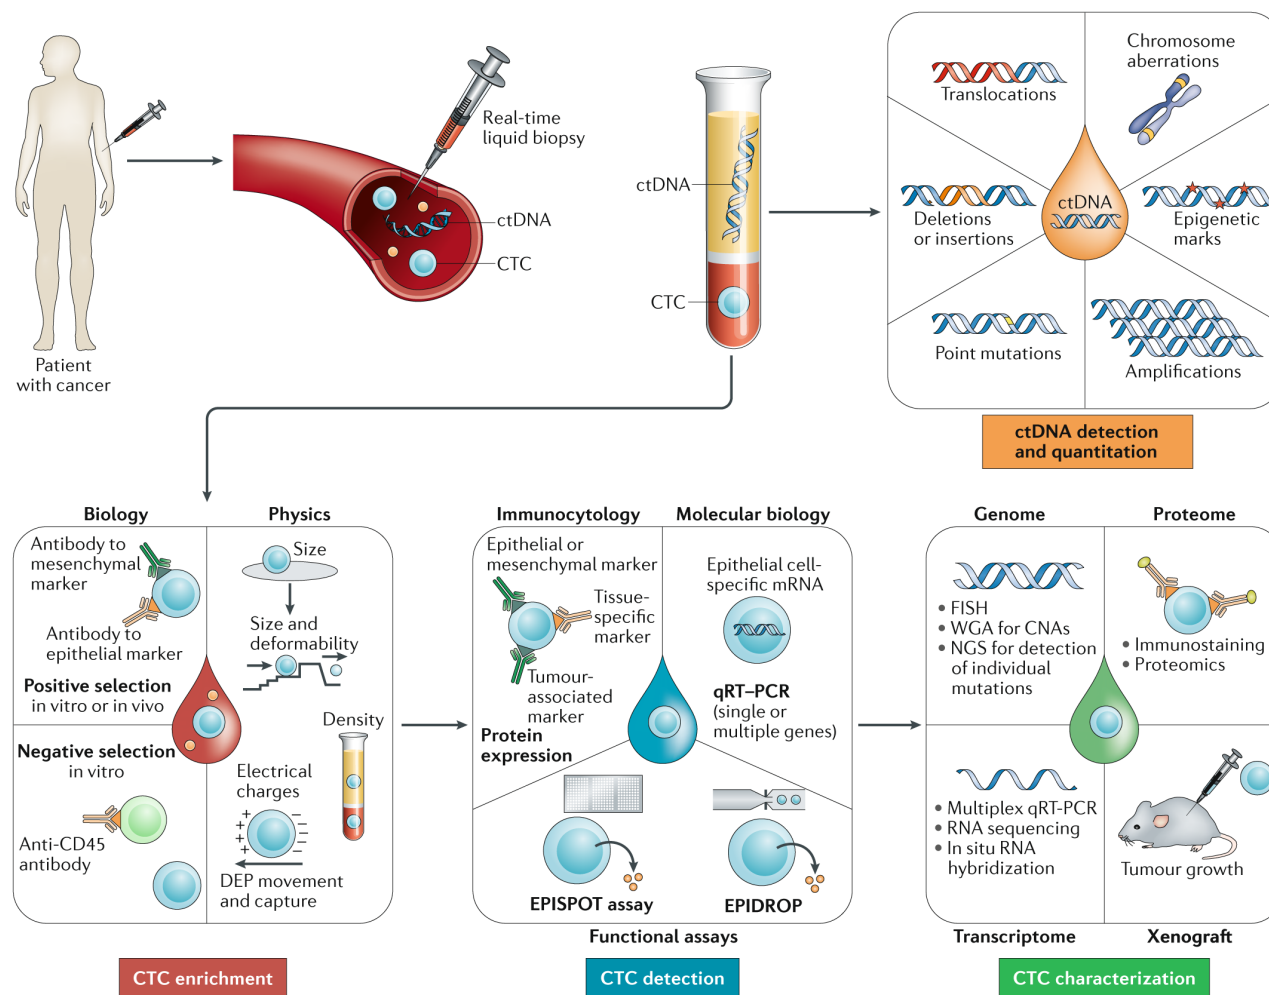 Patient
with cancer
Real-time
liquid biopsy
ctDNA
CTC
ctDNA
CTC
Translocations
Chromosome
aberrations
Deletions
or insertions
ctDNA
Epigenetic
marks
Point mutations
Amplifications
ctDNA detection
and quantitation
Biology
Physics
Antibody to
mesenchymal
marker
Antibody to
epithelial marker
Positive selection
in vitro or in vivo
Negative selection
in vitro
Anti-CD45
antibody
Size
Size and
deformability
Density
Electrical
charges
+ + + + +
– – – – –
DEP movement
and capture
CTC enrichment
Immunocytology
Molecular biology
Epithelial or
mesenchymal marker
Tissue-
specific
marker
Tumour-
associated
marker
Protein
expression
Epithelial cell-
specific mRNA
qRT–PCR
(single or
multiple genes)
EPISPOT assay
EPIDROP
Functional assays
CTC detection
Genome
Proteome
• FISH
• WGA for CNAs
• NGS for detection
of individual
mutations
• Immunostaining
• Proteomics
• Multiplex qRT-PCR
• RNA sequencing
• In situ RNA
hybridization
Tumour growth
Transcriptome
Xenograft
CTC characterization